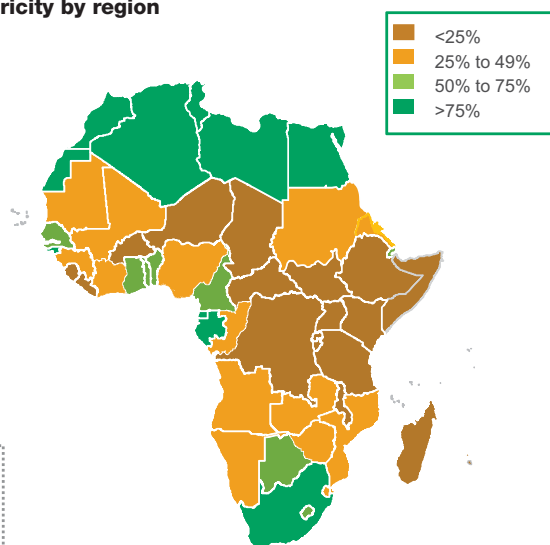 ricity by region
<25%
25% to 49%
50% to 75%
>75%